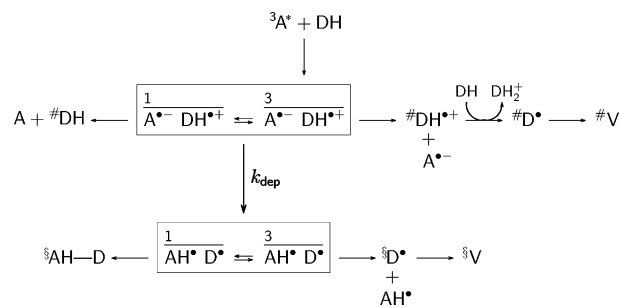 ³A* + DH
1 3
A + #DH A•− DH•+ ⇌ A•− DH•+ #DH•+ DH DH₂⁺ #D• #V
+
A•−
k_dep
1 3
§AH—D AH• D• ⇌ AH• D• §D• §V
+
AH•